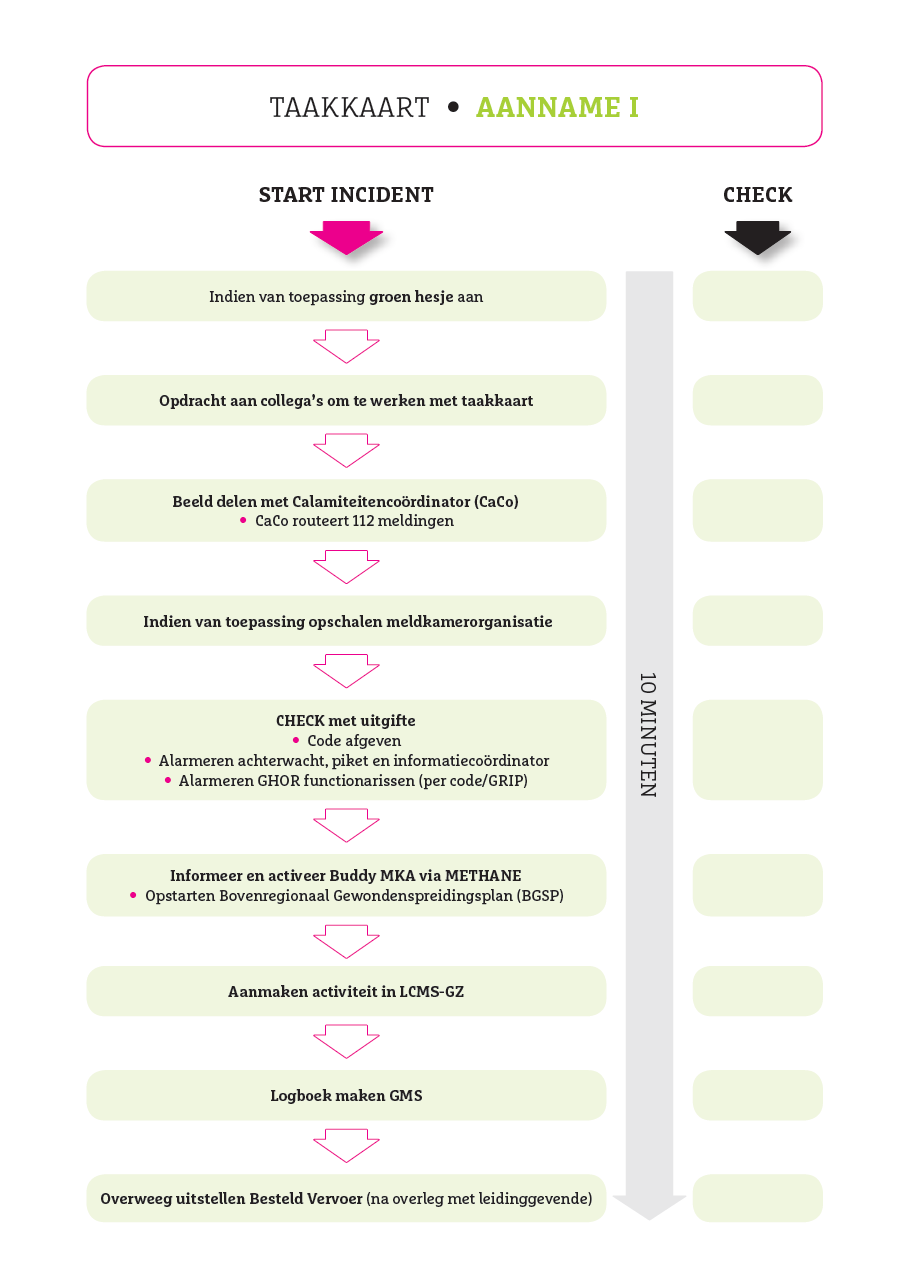 TAAKKAART • AANNAME I
START INCIDENT
CHECK
Indien van toepassing groen hesje aan
Opdracht aan collega's om te werken met taakkaart
Beeld delen met Calamiteitencoördinator (CaCo)
• CaCo routeert 112 meldingen
Indien van toepassing opschalen meldkamerorganisatie
CHECK met uitgifte
• Code afgeven
• Alarmeren achterwacht, piket en informatiecoördinator
• Alarmeren GHOR functionarissen (per code/GRIP)
Informeer en activeer Buddy MKA via METHANE
• Opstarten Bovenregionaal Gewondenspreidingsplan (BGSP)
Aanmaken activiteit in LCMS-GZ
Logboek maken GMS
Overweeg uitstellen Besteld Vervoer (na overleg met leidinggevende)
10 MINUTEN